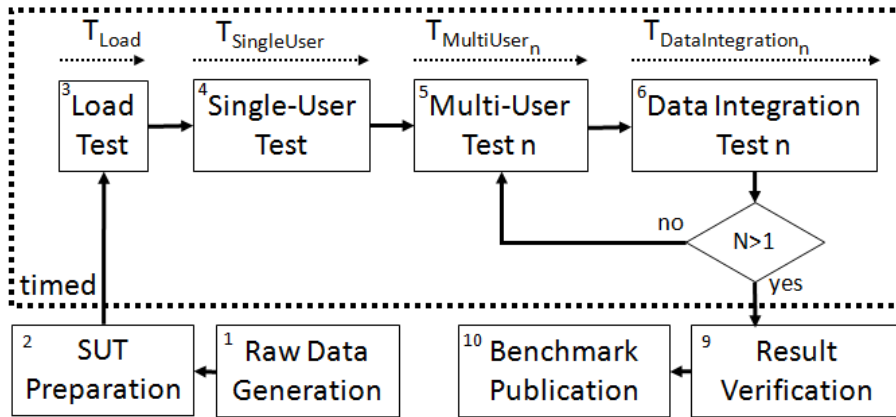 T_Load
T_SingleUser
T_MultiUser_n
T_DataIntegration_n
3 Load
Test
4 Single-User
Test
5 Multi-User
Test n
6 Data Integration
Test n
no
N>1
yes
timed
2 SUT
Preparation
1 Raw Data
Generation
10 Benchmark
Publication
9 Result
Verification